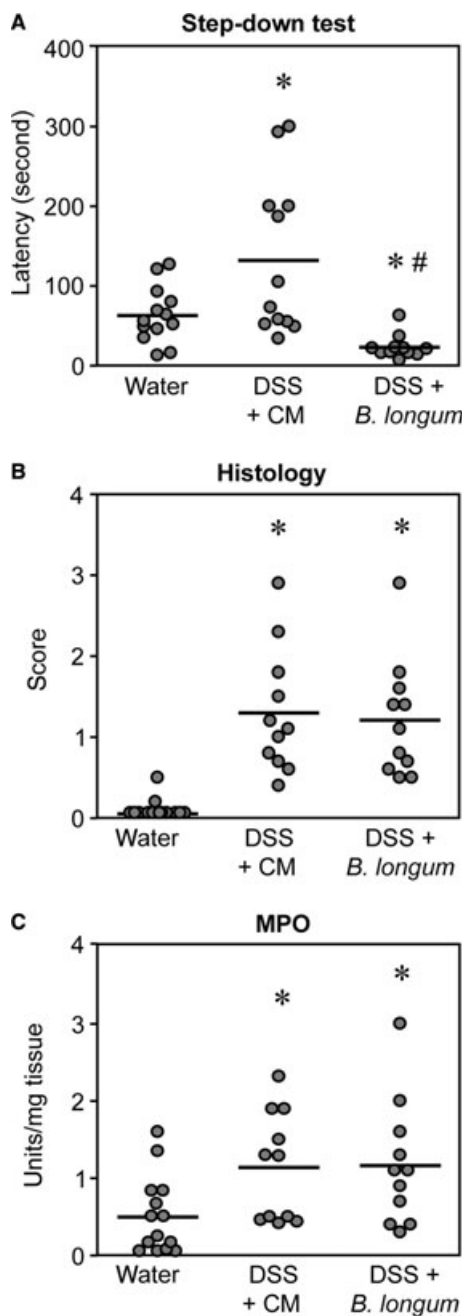 A
Step-down test
Latency (second)
400
300
200
100
0
*
* #
Water
DSS
+ CM
DSS +
B. longum
B
Histology
Score
4
3
2
1
0
*
*
Water
DSS
+ CM
DSS +
B. longum
C
MPO
Units/mg tissue
4
3
2
1
0
*
*
Water
DSS
+ CM
DSS +
B. longum